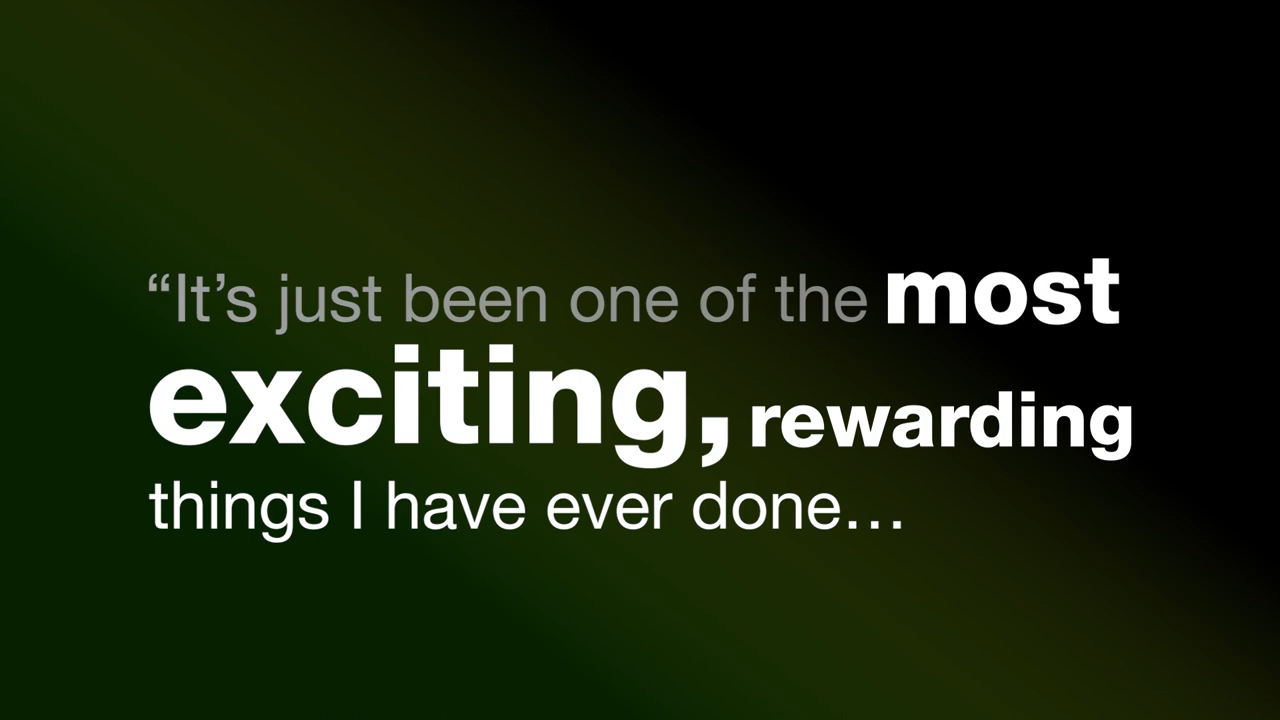 “It’s just been one of the most
exciting, rewarding
things I have ever done…